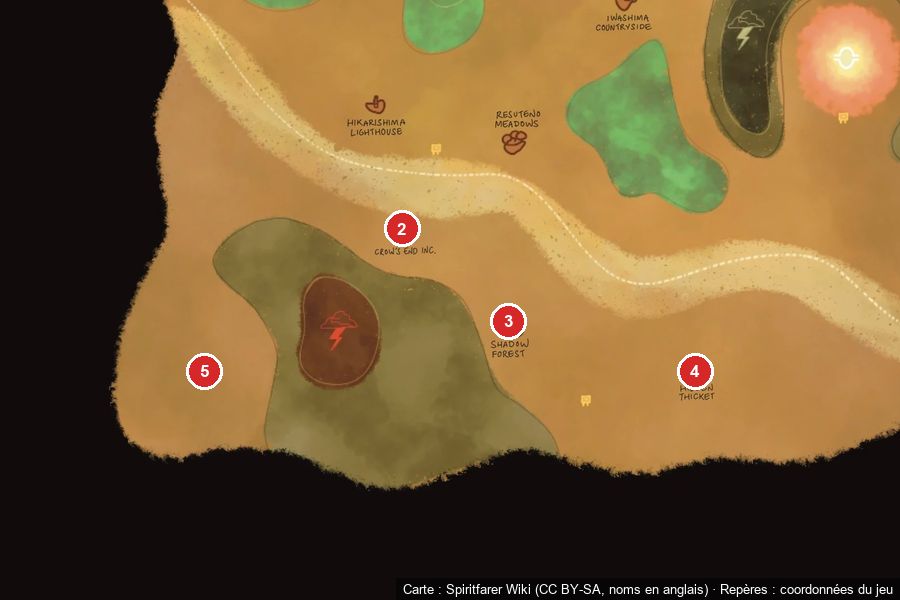 IWASHIMA
COUNTRYSIDE
HIKARISHIMA
LIGHTHOUSE
RESUTENO
MEADOWS
2
CROW'S END INC.
3
SHADOW
FOREST
4
THICKET
5
Carte : Spiritfarer Wiki (CC BY-SA, noms en anglais) · Repères : coordonnées du jeu